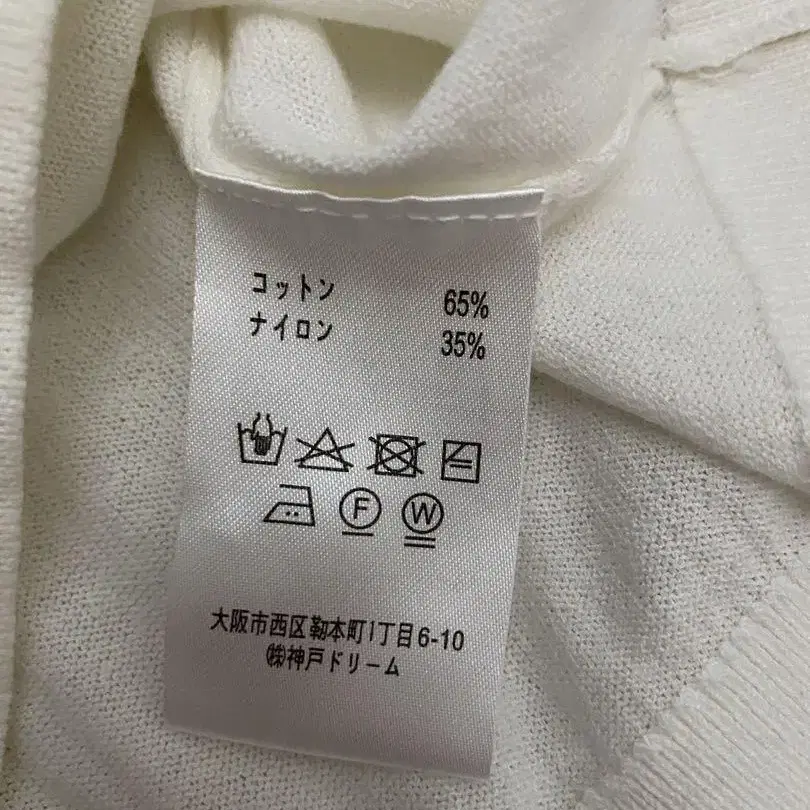 コットン 65%
ナイロン 35%
F W
大阪市西区靭本町1丁目6-10
㈱神戸ドリーム